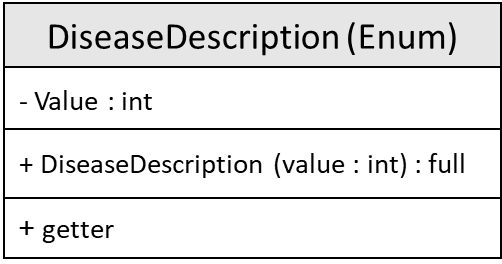 DiseaseDescription (Enum)
- Value : int
+ DiseaseDescription (value : int) : full
+ getter